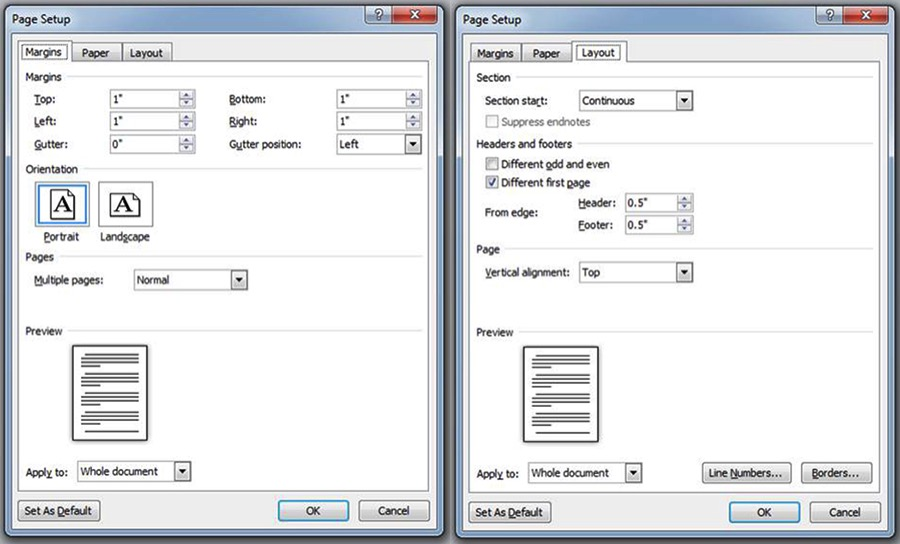 Page Setup
Margins Paper Layout
Margins
Top: 1" Bottom: 1"
Left: 1" Right: 1"
Gutter: 0" Gutter position: Left
Orientation
A A
Portrait Landscape
Pages
Multiple pages: Normal
Preview
Apply to: Whole document
Set As Default OK Cancel
Page Setup
Margins Paper Layout
Section
Section start: Continuous
Suppress endnotes
Headers and footers
Different odd and even
Different first page
From edge: Header: 0.5"
Footer: 0.5"
Page
Vertical alignment: Top
Preview
Apply to: Whole document Line Numbers... Borders...
Set As Default OK Cancel